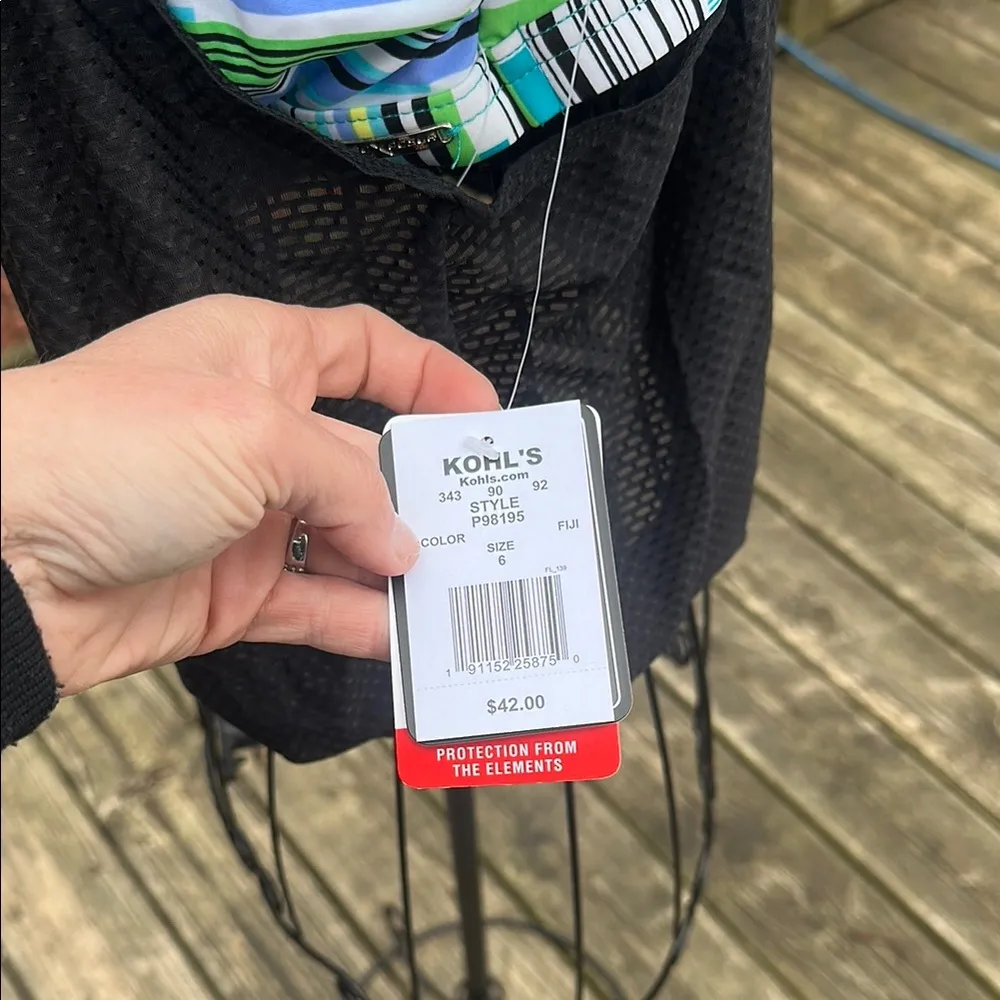 KOHL'S
Kohls.com
343 90 92
STYLE
P98195
COLOR FIJI
SIZE
6
FL_139
1 91152 25875 0
$42.00
PROTECTION FROM
THE ELEMENTS